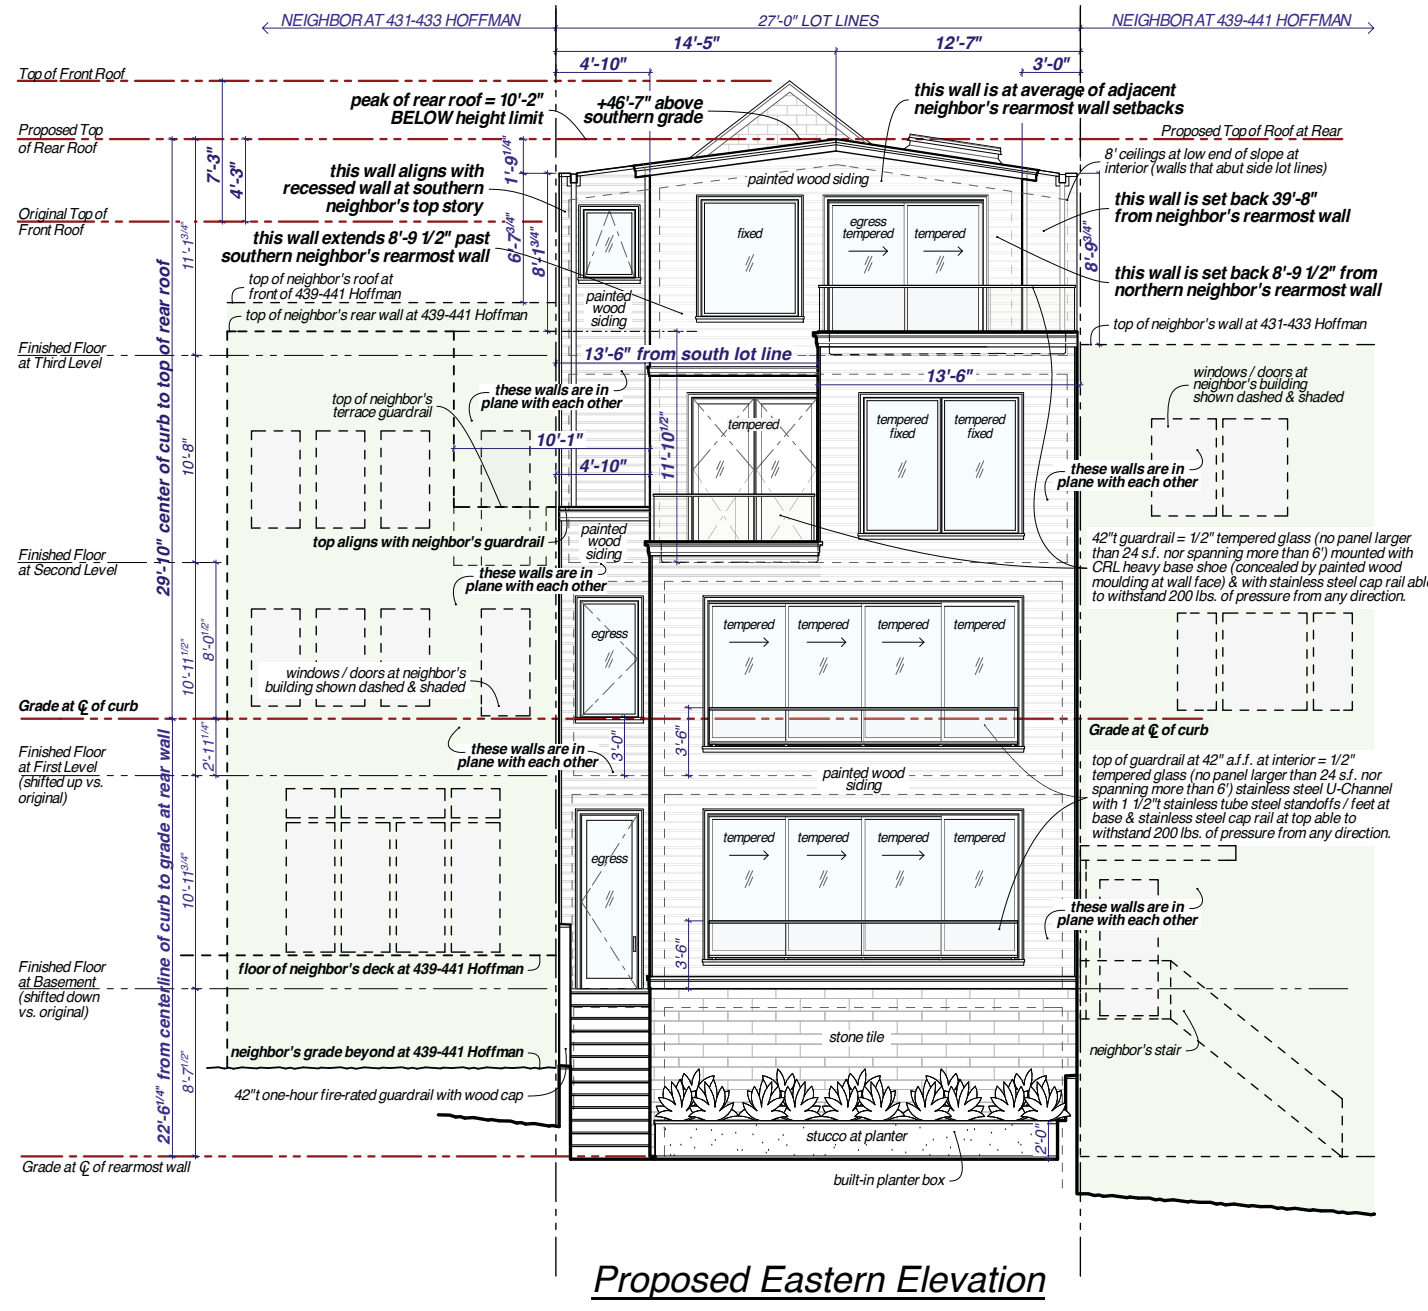 NEIGHBOR AT 431-433 HOFFMAN
27'-0" LOT LINES
NEIGHBOR AT 439-441 HOFFMAN
14'-5"
12'-7"
4'-10"
3'-0"
Top of Front Roof
peak of rear roof = 10'-2"
BELOW height limit
+46'-7" above
southern grade
this wall is at average of adjacent
neighbor's rearmost wall setbacks
Proposed Top
of Rear Roof
Proposed Top of Roof at Rear
7'-3"
4'-3"
1'-9 1/4"
8' ceilings at low end of slope at
interior (walls that abut side lot lines)
this wall aligns with
recessed wall at southern
neighbor's top story
painted wood siding
this wall is set back 39'-8"
from neighbor's rearmost wall
Original Top of
Front Roof
11'-1 3/4"
6'-7 3/4"
8'-1 3/4"
8'-9 3/4"
fixed
egress
tempered
tempered
this wall extends 8'-9 1/2" past
southern neighbor's rearmost wall
this wall is set back 8'-9 1/2" from
northern neighbor's rearmost wall
top of neighbor's roof at
front of 439-441 Hoffman
painted
wood
siding
top of neighbor's rear wall at 439-441 Hoffman
top of neighbor's wall at 431-433 Hoffman
29'-10" center of curb to top of rear roof
Finished Floor
at Third Level
13'-6" from south lot line
13'-6"
these walls are in
plane with each other
windows / doors at
neighbor's building
shown dashed & shaded
top of neighbor's
terrace guardrail
tempered
tempered
fixed
tempered
fixed
10'-8"
10'-1"
4'-10"
11'-10 1/2"
these walls are in
plane with each other
top aligns with neighbor's guardrail
painted
wood
siding
42"t guardrail = 1/2" tempered glass (no panel larger
than 24 s.f. nor spanning more than 6') mounted with
CRL heavy base shoe (concealed by painted wood
moulding at wall face) & with stainless steel cap rail able
to withstand 200 lbs. of pressure from any direction.
Finished Floor
at Second Level
these walls are in
plane with each other
10'-11 1/2"
8'-0 1/2"
egress
tempered
tempered
tempered
tempered
windows / doors at neighbor's
building shown dashed & shaded
Grade at ℄ of curb
Grade at ℄ of curb
2'-11 1/4"
3'-0"
3'-6"
Finished Floor
at First Level
(shifted up vs.
original)
these walls are in
plane with each other
painted wood
siding
top of guardrail at 42" a.f.f. at interior = 1/2"
tempered glass (no panel larger than 24 s.f. nor
spanning more than 6') stainless steel U-Channel
with 1 1/2"t stainless tube steel standoffs / feet at
base & stainless steel cap rail at top able to
withstand 200 lbs. of pressure from any direction.
22'-6 1/4" from centerline of curb to grade at rear wall
10'-11 3/4"
egress
tempered
tempered
tempered
tempered
these walls are in
plane with each other
3'-6"
Finished Floor
at Basement
(shifted down
vs. original)
floor of neighbor's deck at 439-441 Hoffman
stone tile
neighbor's grade beyond at 439-441 Hoffman
neighbor's stair
8'-7 1/2"
42"t one-hour fire-rated guardrail with wood cap
stucco at planter
2'-0"
Grade at ℄ of rearmost wall
built-in planter box
Proposed Eastern Elevation